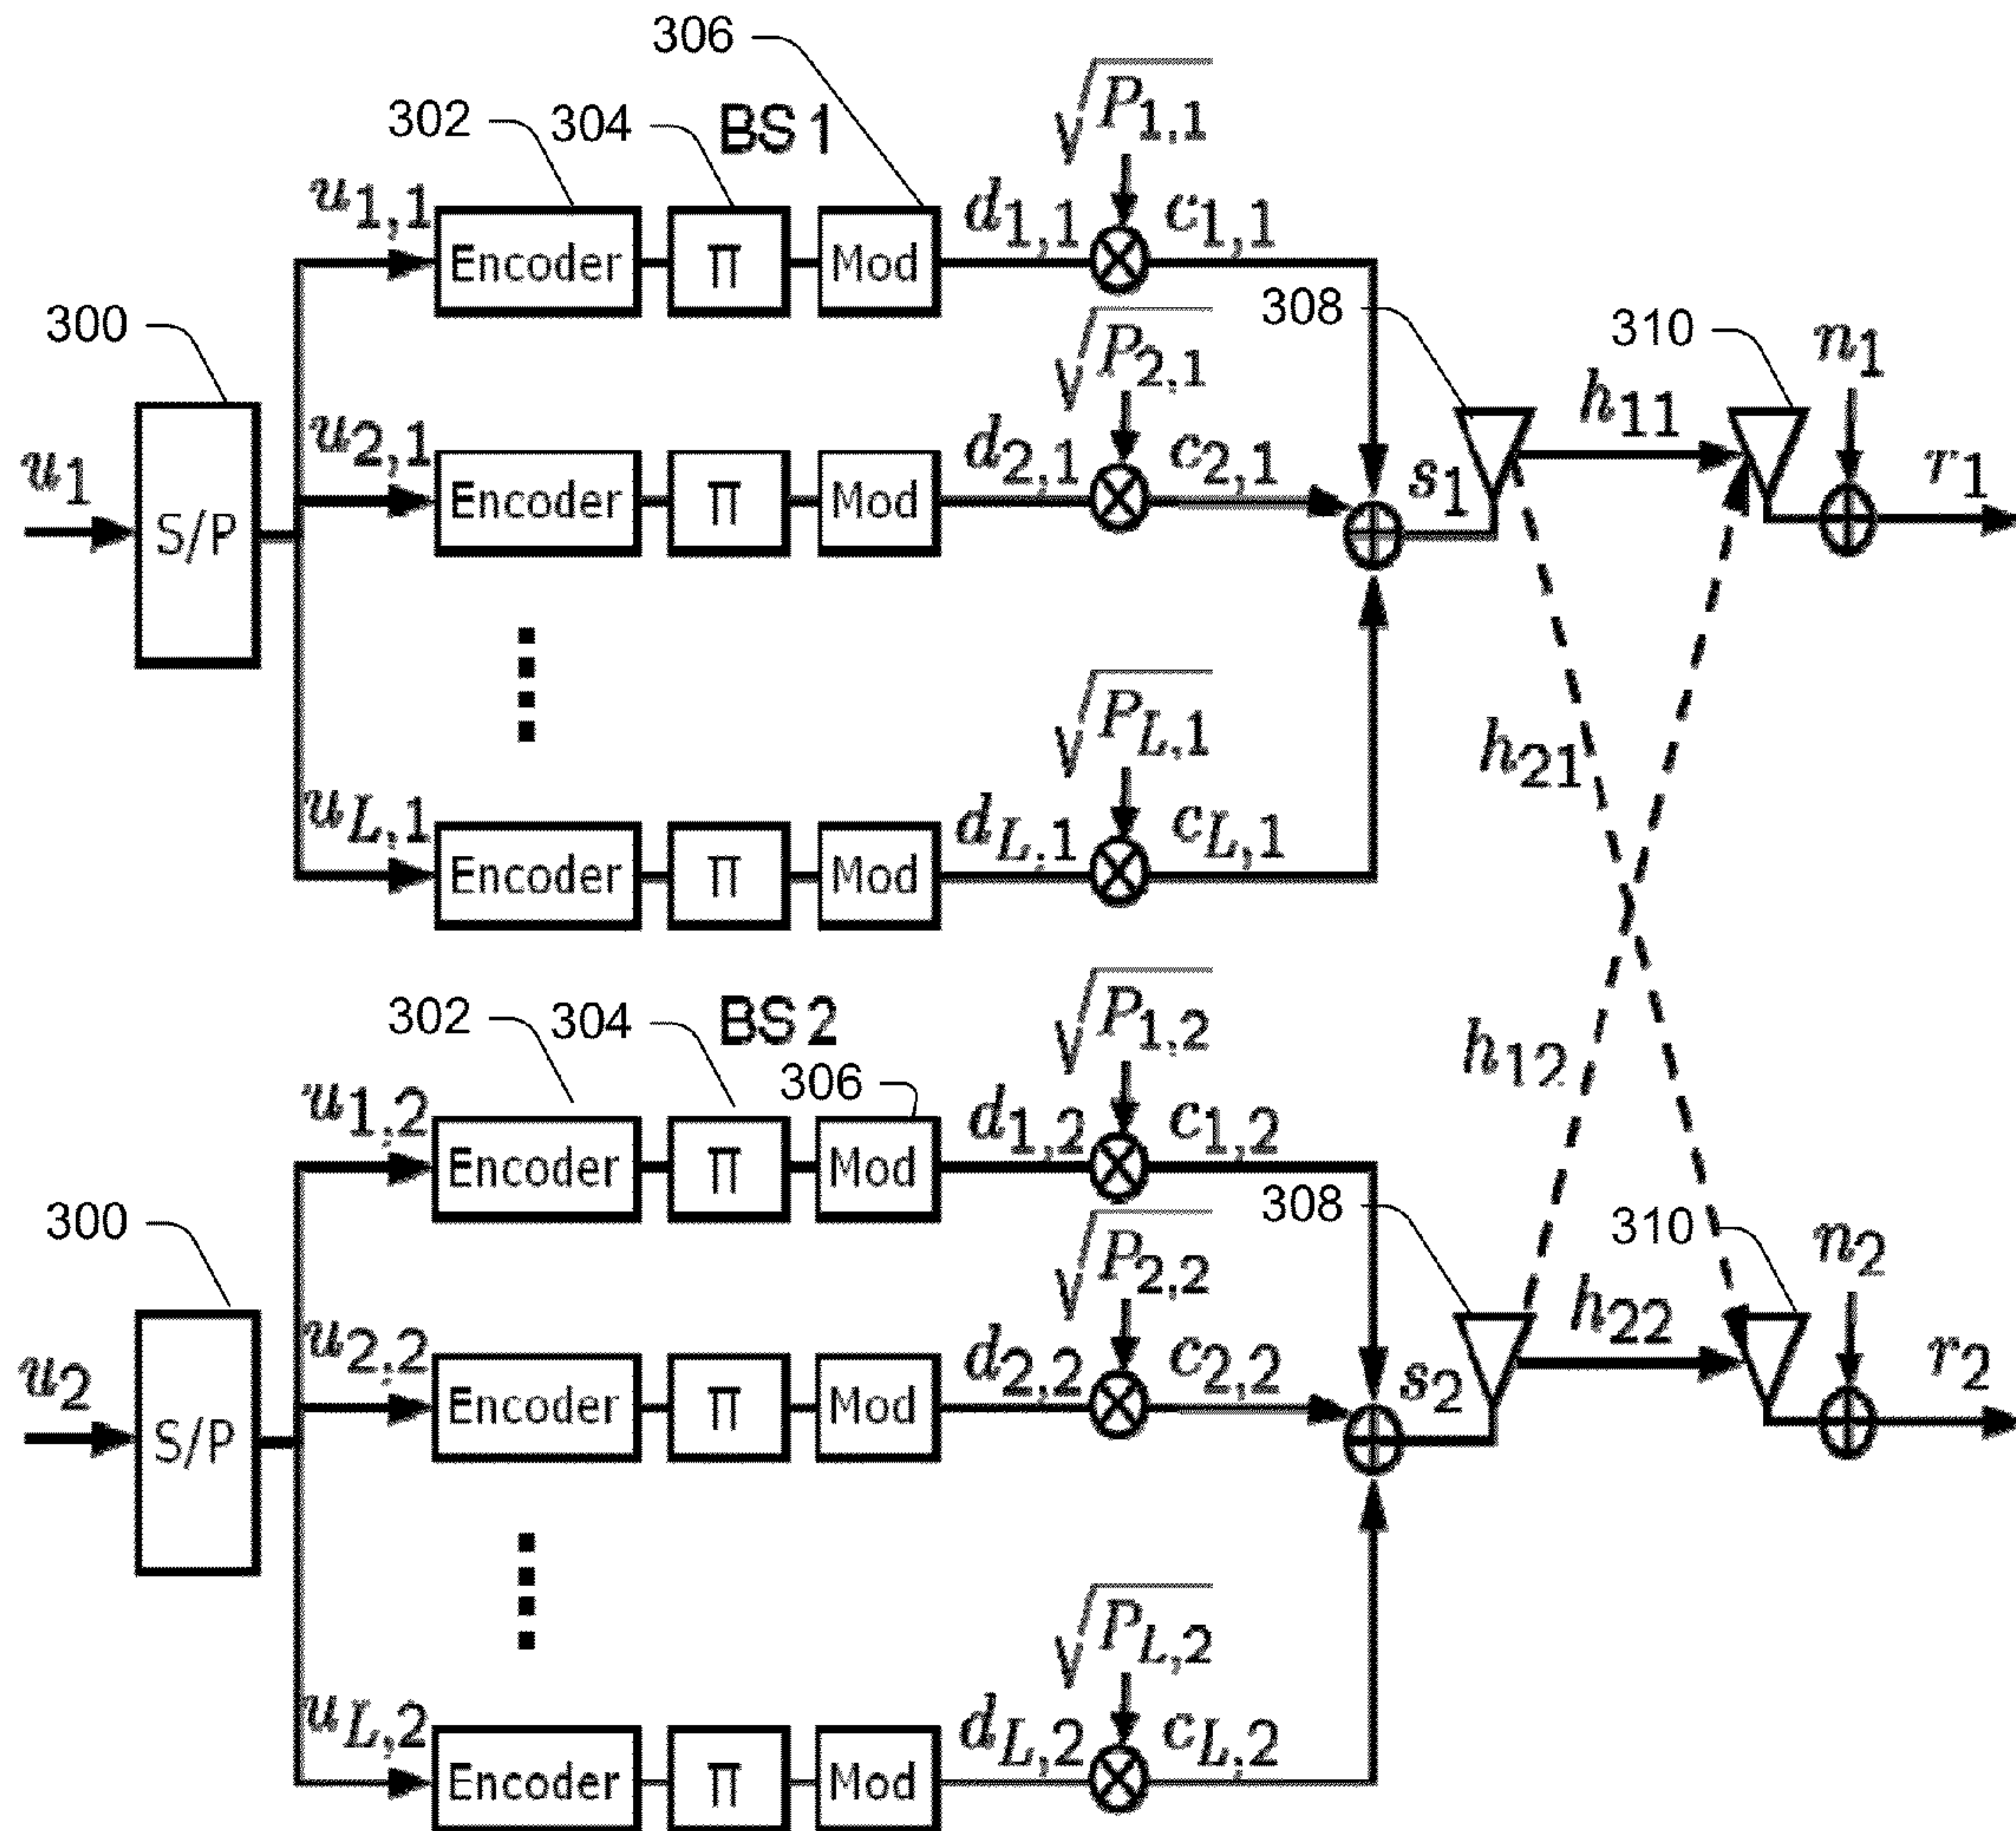 306
302 304 BS 1 √P1,1
u1,1 Encoder Π Mod d1,1 c1,1
300 308 310 n1
√P2,1
u1 S/P u2,1 Encoder Π Mod d2,1 c2,1 s1 h11 r1
√PL,1
h21
uL,1 Encoder Π Mod dL,1 cL,1
302 304 BS 2 306 √P1,2
h12
u1,2 Encoder Π Mod d1,2 c1,2
300 308 310 n2
√P2,2
u2 S/P u2,2 Encoder Π Mod d2,2 c2,2 s2 h22 r2
√PL,2
uL,2 Encoder Π Mod dL,2 cL,2